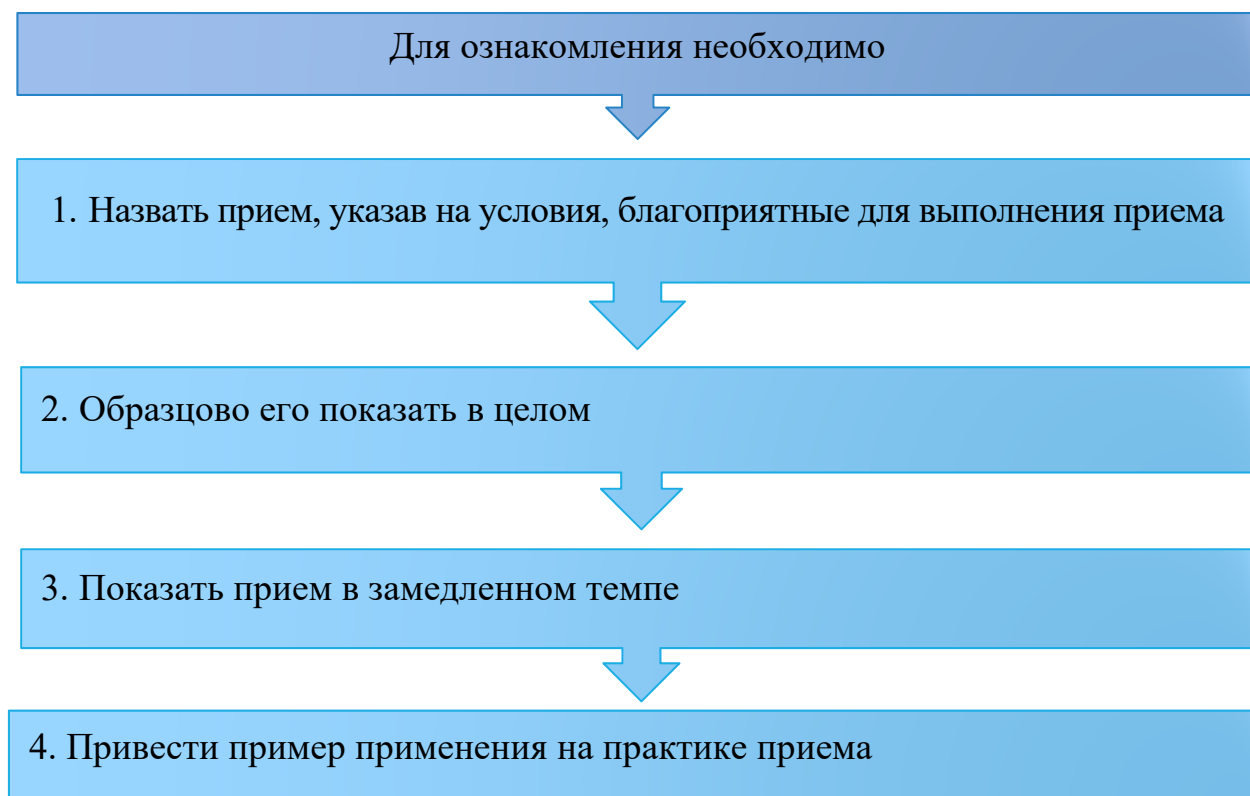 Для ознакомления необходимо
1. Назвать прием, указав на условия, благоприятные для выполнения приема
2. Образцово его показать в целом
3. Показать прием в замедленном темпе
4. Привести пример применения на практике приема